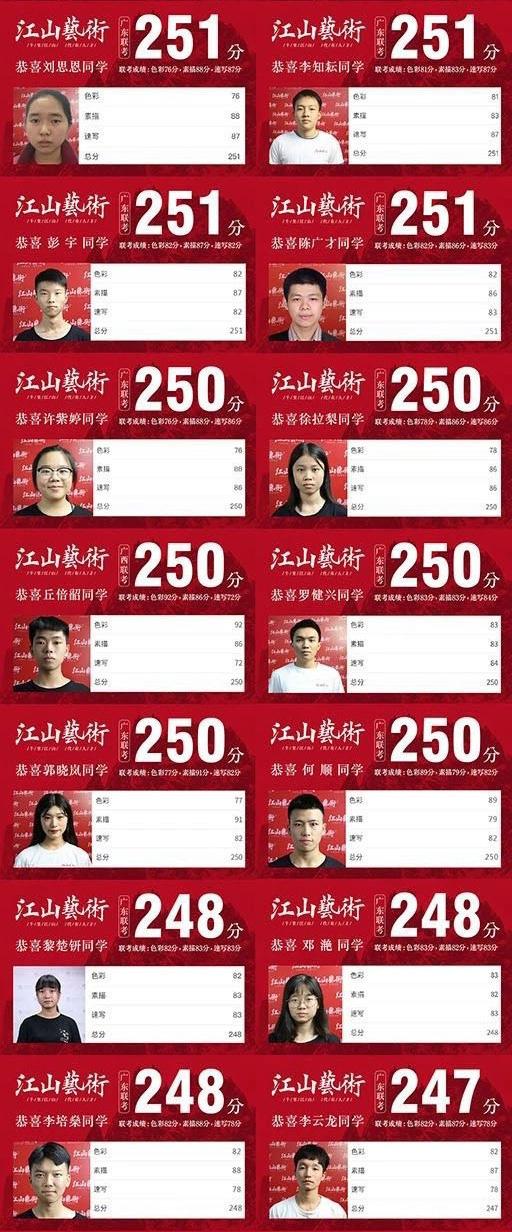 江山藝術 广东联考 251分
恭喜刘思恩同学 联考成绩:色彩76分,素描88分,速写87分
色彩 76
素描 88
速写 87
总分 251
江山藝術 广东联考 251分
恭喜李知耘同学 联考成绩:色彩81分,素描83分,速写87分
色彩 81
素描 83
速写 87
总分 251
江山藝術 广东联考 251分
恭喜 彭宇 同学 联考成绩:色彩82分,素描87分,速写82分
色彩 82
素描 87
速写 82
总分 251
江山藝術 广东联考 251分
恭喜陈广才同学 联考成绩:色彩82分,素描86分,速写83分
色彩 82
素描 86
速写 83
总分 251
江山藝術 广东联考 250分
恭喜许紫婷同学 联考成绩:色彩76分,素描88分,速写86分
色彩 76
素描 88
速写 86
总分 250
江山藝術 广东联考 250分
恭喜徐拉梨同学 联考成绩:色彩78分,素描86分,速写86分
色彩 78
素描 86
速写 86
总分 250
江山藝術 广西联考 250分
恭喜丘倍韶同学 联考成绩:色彩92分,素描86分,速写72分
色彩 92
素描 86
速写 72
总分 250
江山藝術 广东联考 250分
恭喜罗健兴同学 联考成绩:色彩83分,素描83分,速写84分
色彩 83
素描 83
速写 84
总分 250
江山藝術 广东联考 250分
恭喜郭晓岚同学 联考成绩:色彩77分,素描91分,速写82分
色彩 77
素描 91
速写 82
总分 250
江山藝術 广东联考 250分
恭喜 何顺 同学 联考成绩:色彩89分,素描79分,速写82分
色彩 89
素描 79
速写 82
总分 250
江山藝術 广东联考 248分
恭喜黎楚钘同学 联考成绩:色彩82分,素描83分,速写83分
色彩 82
素描 83
速写 83
总分 248
江山藝術 广东联考 248分
恭喜 邓滟 同学 联考成绩:色彩83分,素描82分,速写83分
色彩 83
素描 82
速写 83
总分 248
江山藝術 广东联考 248分
恭喜李培燊同学 联考成绩:色彩82分,素描88分,速写78分
色彩 82
素描 88
速写 78
总分 248
江山藝術 广东联考 247分
恭喜李云龙同学 联考成绩:色彩82分,素描87分,速写78分
色彩 82
素描 87
速写 78
总分 247